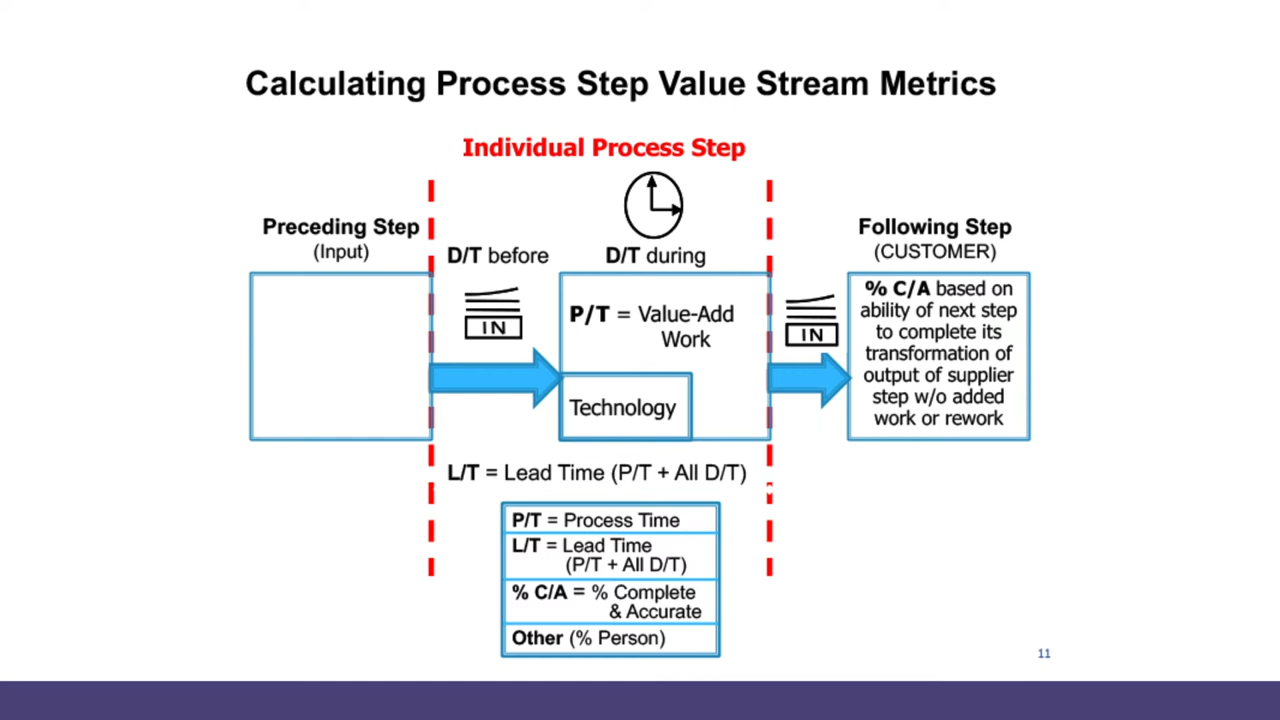 Calculating Process Step Value Stream Metrics
Individual Process Step
Preceding Step
(Input)
D/T before
IN
D/T during
P/T = Value-Add
Work
Technology
IN
Following Step
(CUSTOMER)
% C/A based on
ability of next step
to complete its
transformation of
output of supplier
step w/o added
work or rework
L/T = Lead Time (P/T + All D/T)
P/T = Process Time
L/T = Lead Time
(P/T + All D/T)
% C/A = % Complete
& Accurate
Other (% Person)
11